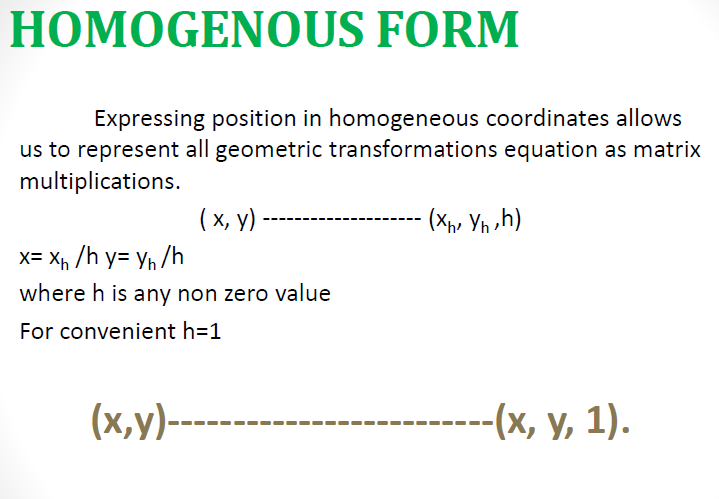 HOMOGENOUS FORM
Expressing position in homogeneous coordinates allows
us to represent all geometric transformations equation as matrix
multiplications.
( x, y) -------------------- (xₕ, yₕ ,h)
x= xₕ /h y= yₕ /h
where h is any non zero value
For convenient h=1
(x,y)-------------------------(x, y, 1).